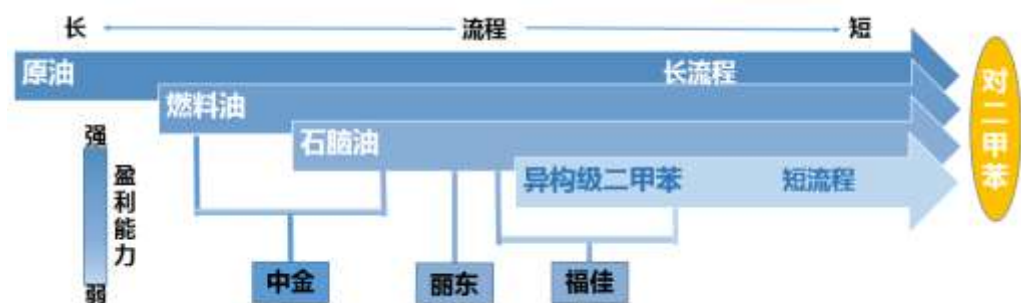 长 流程 短
原油 长流程
燃料油
石脑油
异构级二甲苯 短流程
对二甲苯
强
盈利能力
弱
中金 丽东 福佳